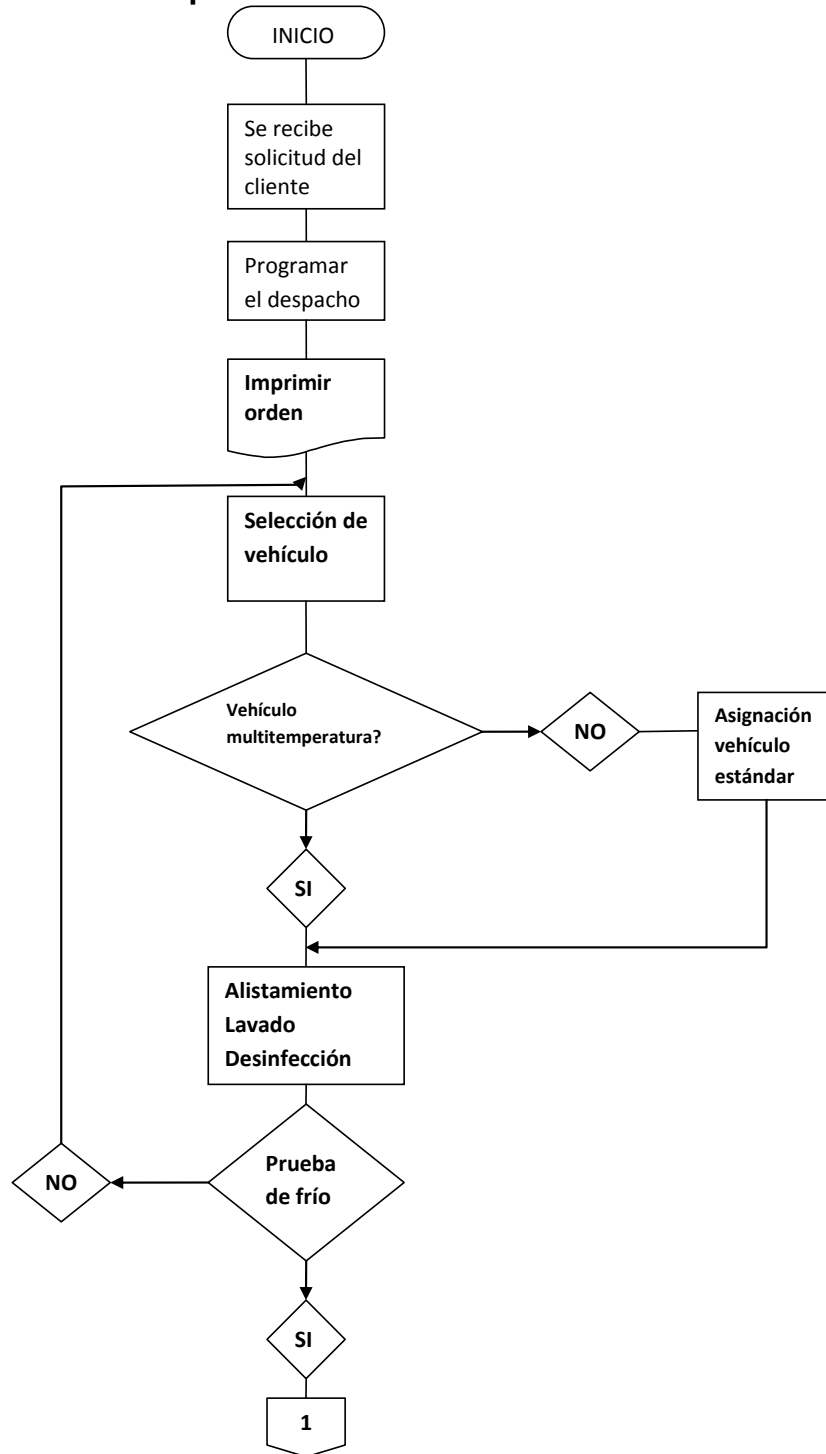 INICIO
Se recibe
solicitud del
cliente
Programar
el despacho
Imprimir
orden
Selección de
vehículo
Vehículo
multitemperatura?
NO
Asignación
vehículo
estándar
SI
Alistamiento
Lavado
Desinfección
Prueba
de frío
NO
SI
1